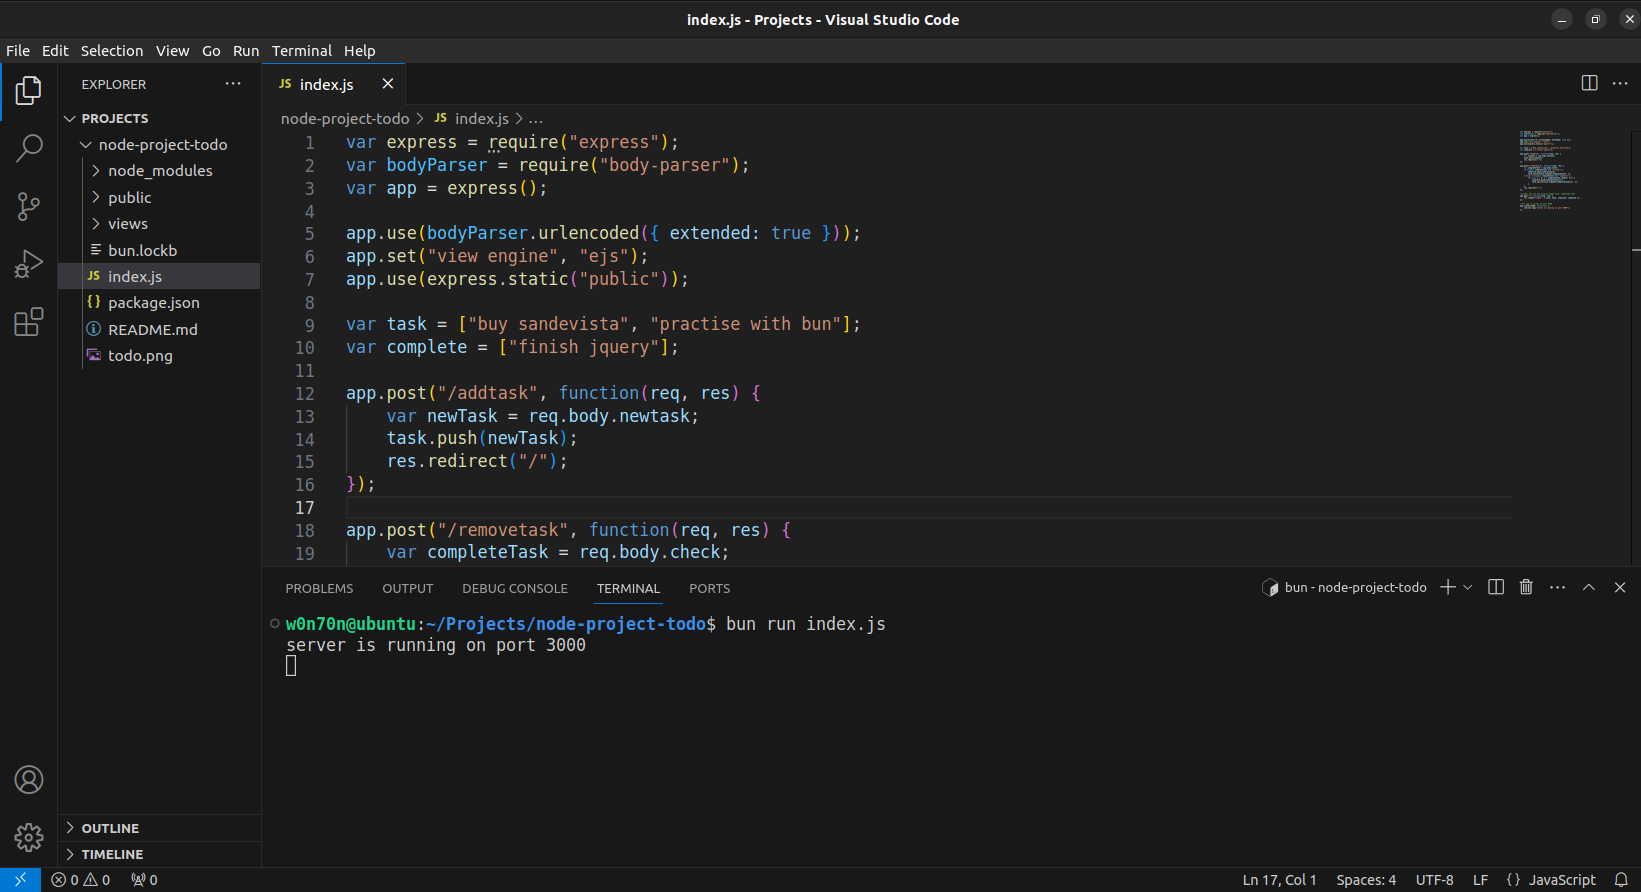 index.js - Projects - Visual Studio Code
File Edit Selection View Go Run Terminal Help
EXPLORER
PROJECTS
node-project-todo
node_modules
public
views
bun.lockb
JS index.js
{} package.json
README.md
todo.png
OUTLINE
TIMELINE
JS index.js
node-project-todo > JS index.js > ...
1 var express = require("express");
2 var bodyParser = require("body-parser");
3 var app = express();
4
5 app.use(bodyParser.urlencoded({ extended: true }));
6 app.set("view engine", "ejs");
7 app.use(express.static("public"));
8
9 var task = ["buy sandevista", "practise with bun"];
10 var complete = ["finish jquery"];
11
12 app.post("/addtask", function(req, res) {
13 var newTask = req.body.newtask;
14 task.push(newTask);
15 res.redirect("/");
16 });
17
18 app.post("/removetask", function(req, res) {
19 var completeTask = req.body.check;
PROBLEMS OUTPUT DEBUG CONSOLE TERMINAL PORTS
bun - node-project-todo
w0n70n@ubuntu:~/Projects/node-project-todo$ bun run index.js
server is running on port 3000
0 0 0
Ln 17, Col 1 Spaces: 4 UTF-8 LF {} JavaScript